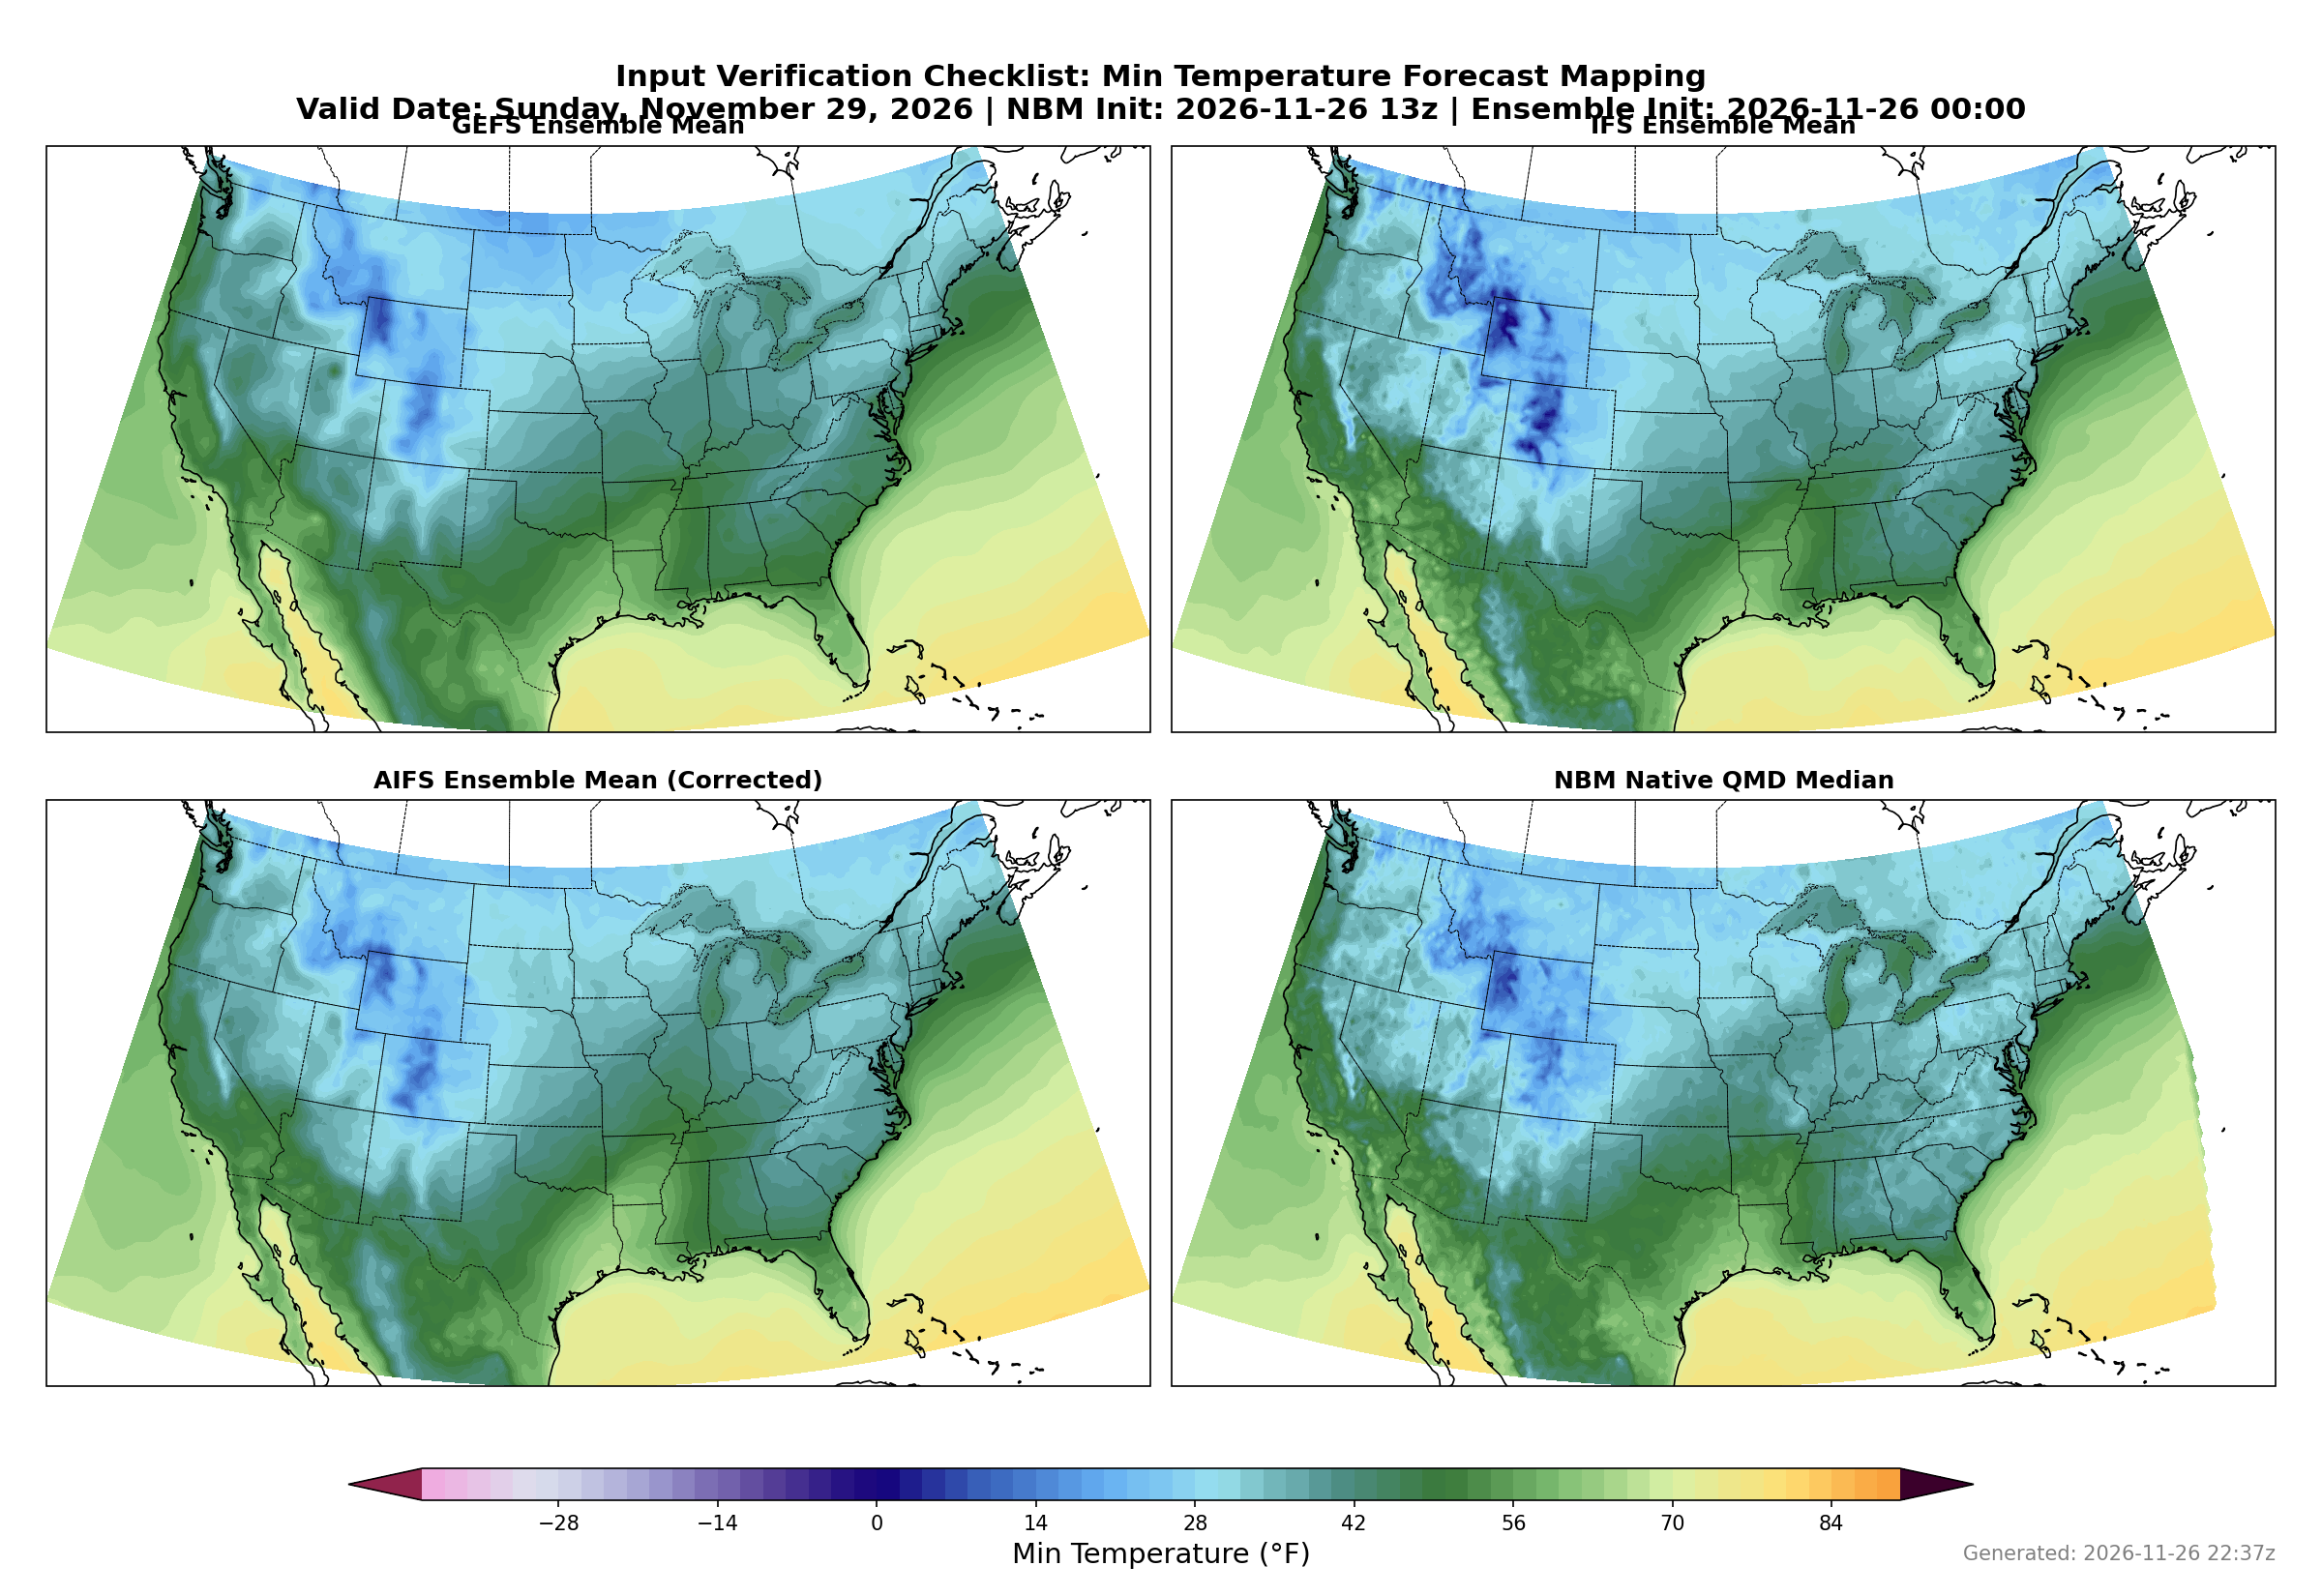 Input Verification Checklist: Min Temperature Forecast Mapping
Valid Date: Sunday, November 29, 2026 | NBM Init: 2026-11-26 13z | Ensemble Init: 2026-11-26 00:00
GEFS Ensemble Mean
IFS Ensemble Mean
AIFS Ensemble Mean (Corrected)
NBM Native QMD Median
−28 −14 0 14 28 42 56 70 84
Min Temperature (°F)
Generated: 2026-11-26 22:37z